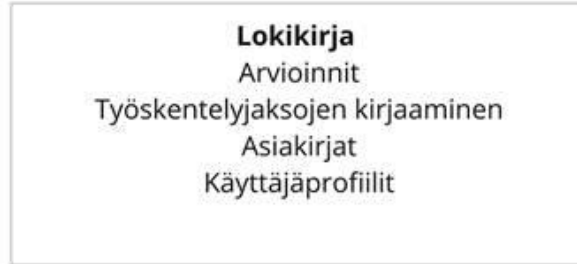 Lokikirja
Arvioinnit
Työskentelyjaksojen kirjaaminen
Asiakirjat
Käyttäjäprofiilit